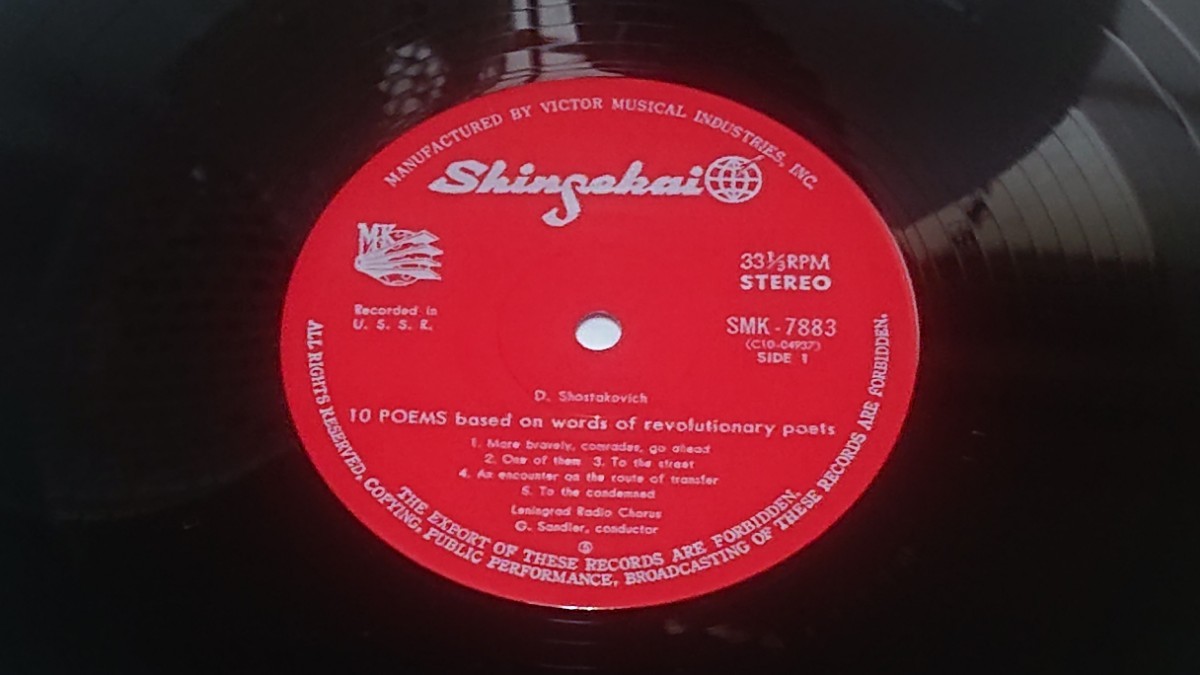 MANUFACTURED BY VICTOR MUSICAL INDUSTRIES, INC.
Shinsekai
MK
33⅓RPM
STEREO
Recorded in
U. S. S. R.
SMK-7883
(C10-04937)
SIDE 1
D. Shostakovich
10 POEMS based on words of revolutionary poets
1. More bravely, comrades, go ahead
2. One of them 3. To the street
4. An encounter on the route of transfer
5. To the condemned
Leningrad Radio Chorus
G. Sandler, conductor
THE EXPORT OF THESE RECORDS ARE FORBIDDEN.
ALL RIGHTS RESERVED, COPYING, PUBLIC PERFORMANCE, BROADCASTING OF THESE RECORDS ARE FORBIDDEN.